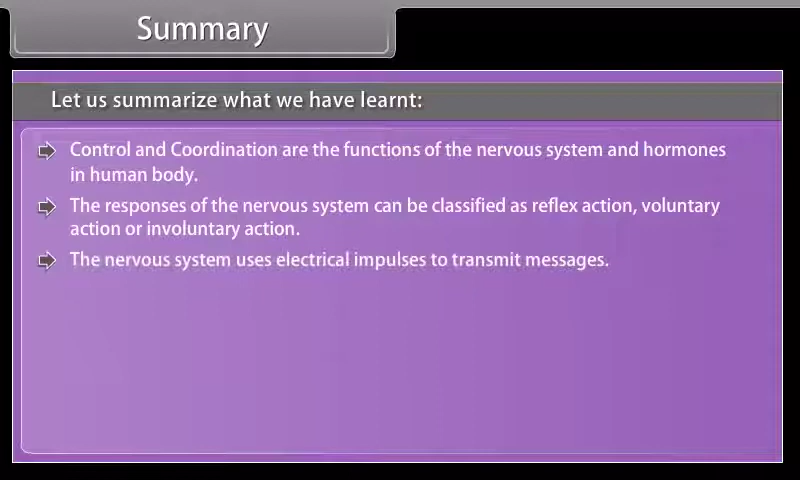 Summary
Let us summarize what we have learnt:
Control and Coordination are the functions of the nervous system and hormones
in human body.
The responses of the nervous system can be classified as reflex action, voluntary
action or involuntary action.
The nervous system uses electrical impulses to transmit messages.